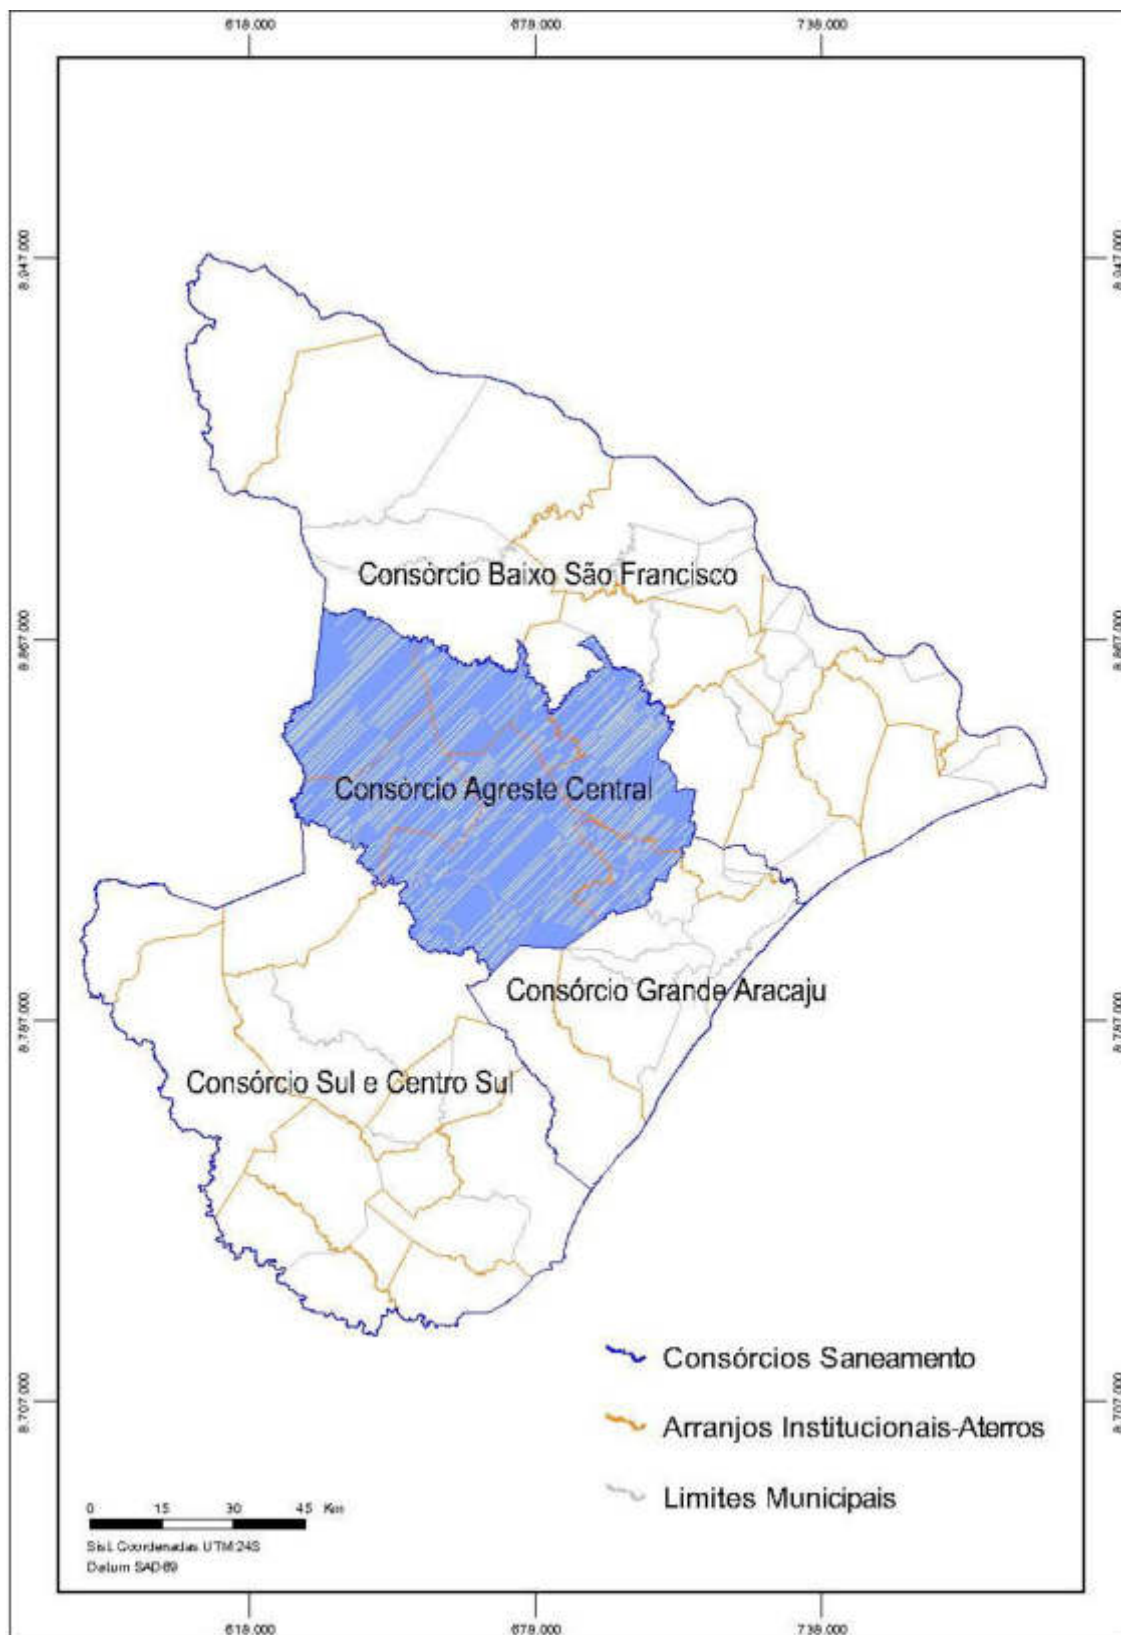 618.000 678.000 738.000
8.947.000 8.947.000
Consórcio Baixo São Francisco
8.867.000 8.867.000
Consórcio Agreste Central
Consórcio Grande Aracaju
8.787.000 8.787.000
Consórcio Sul e Centro Sul
Consórcios Saneamento
8.707.000 8.707.000
Arranjos Institucionais-Aterros
Limites Municipais
0 15 30 45 Km
Sist. Coordenadas UTM:24S
Datum SAD-69
618.000 678.000 738.000